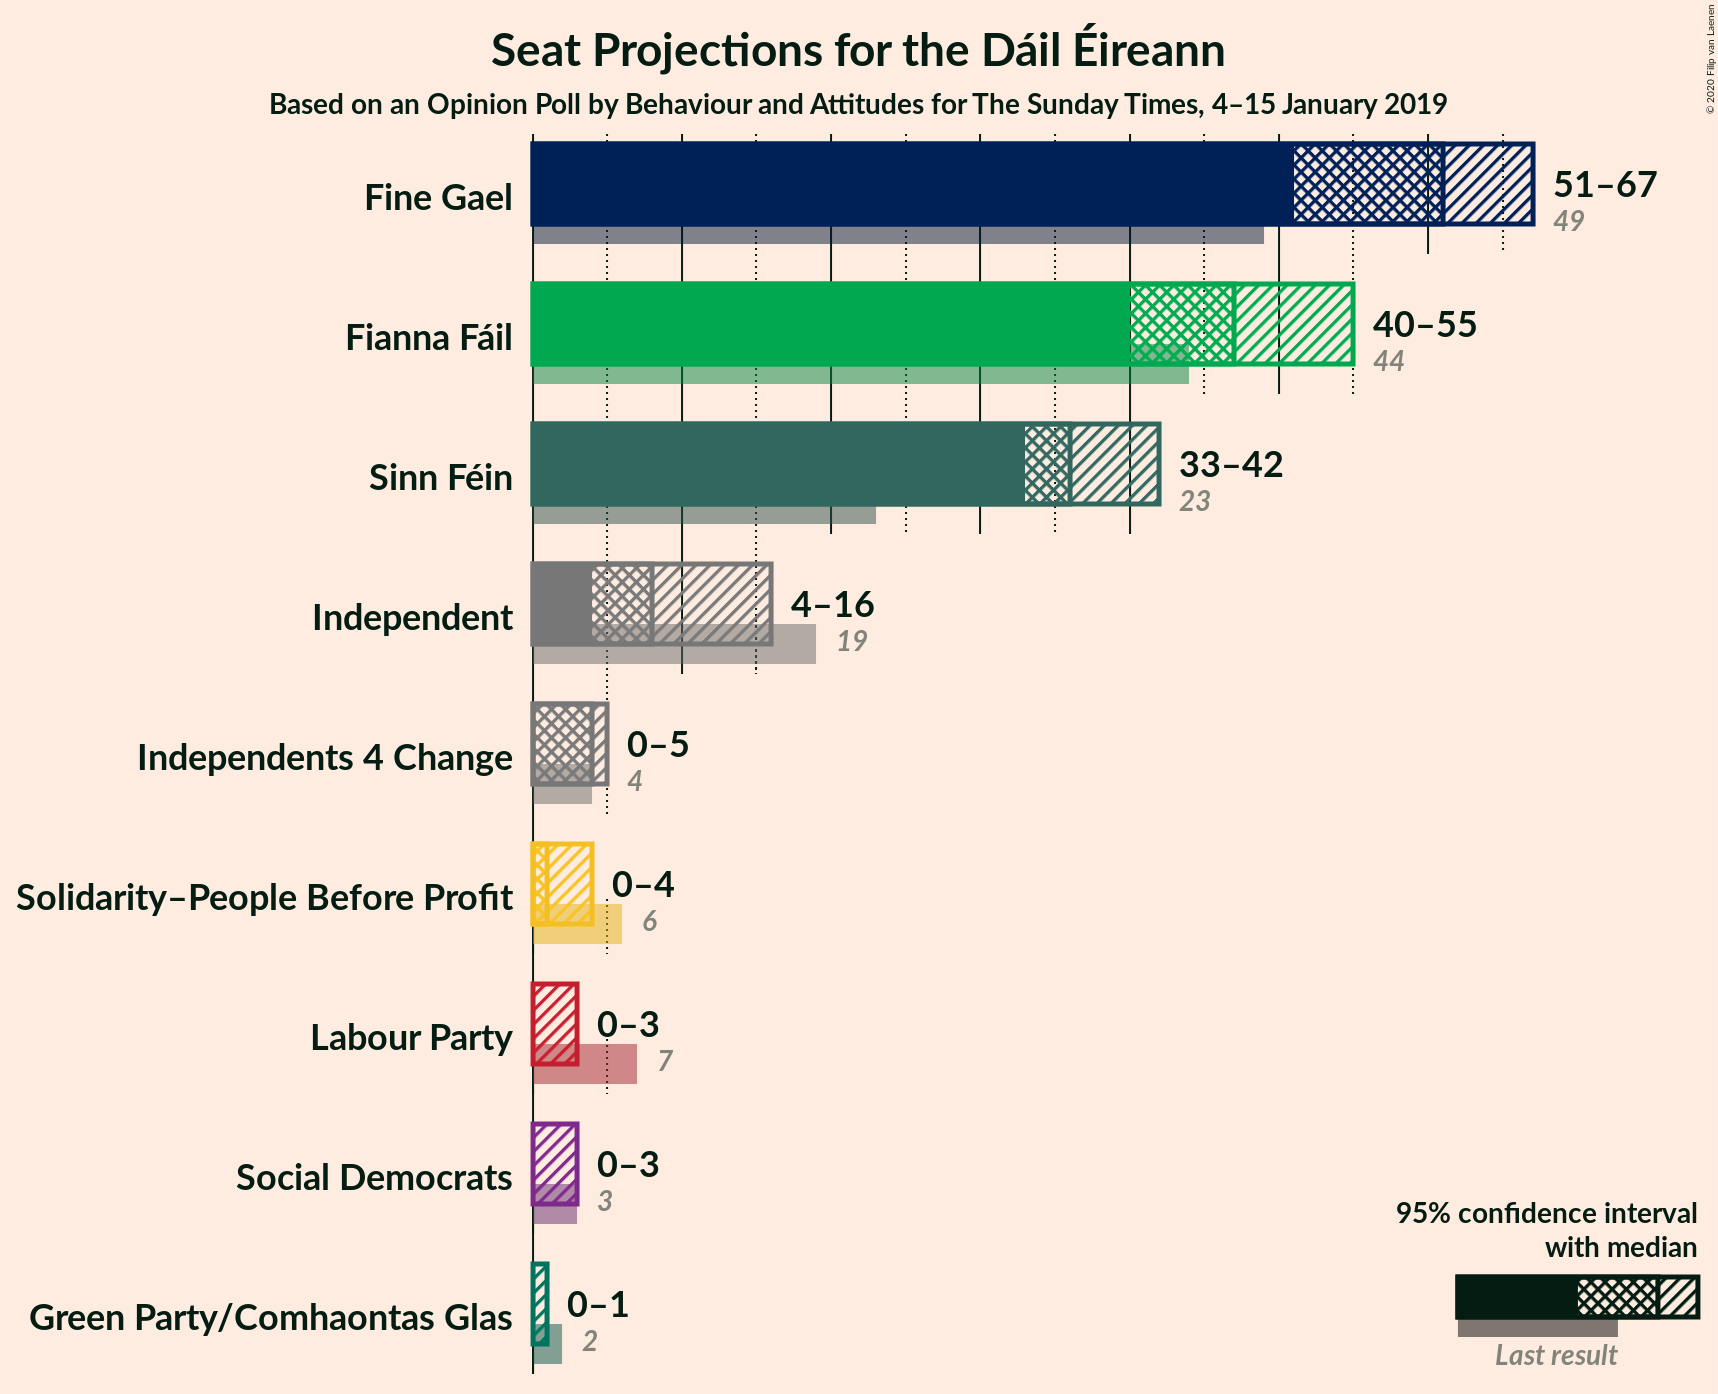 Seat Projections for the Dáil Éireann
Based on an Opinion Poll by Behaviour and Attitudes for The Sunday Times, 4–15 January 2019
© 2020 Filip van Laenen
Fine Gael
51–67
49
Fianna Fáil
40–55
44
Sinn Féin
33–42
23
Independent
4–16
19
Independents 4 Change
0–5
4
Solidarity–People Before Profit
0–4
6
Labour Party
0–3
7
Social Democrats
0–3
3
Green Party/Comhaontas Glas
0–1
2
95% confidence interval
with median
Last result